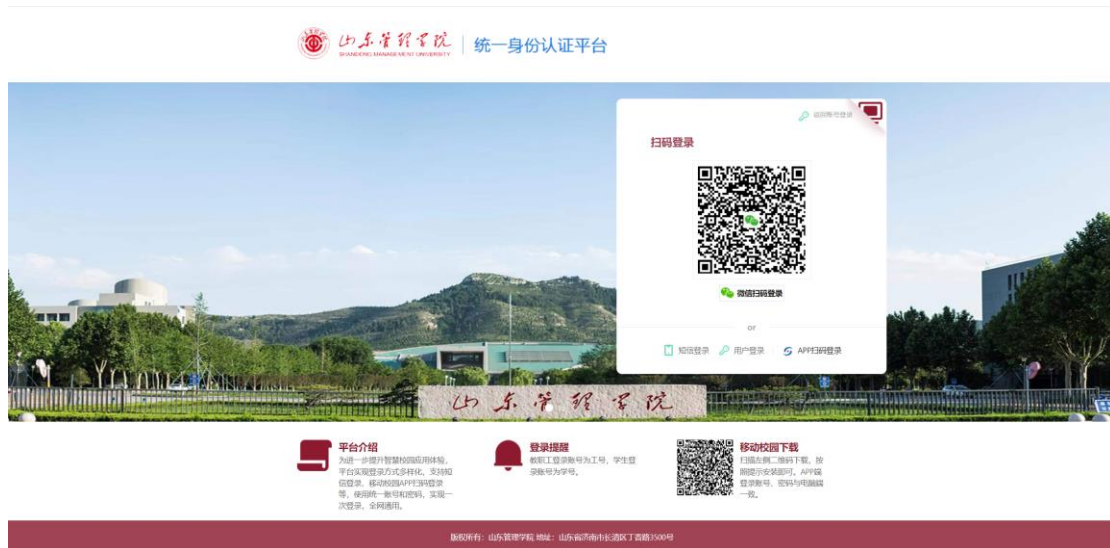 山东管理学院
SHANDONG MANAGEMENT UNIVERSITY
统一身份认证平台
返回账号登录
扫码登录
微信扫码登录
or
短信登录
用户登录
APP扫码登录
山东管理学院
平台介绍
为进一步提升智慧校园应用体验,
平台实现登录方式多样化,支持短
信登录、移动校园APP扫码登录
等,使用统一账号和密码,实现一
次登录,全网通用。
登录提醒
教职工登录账号为工号,学生登
录账号为学号。
移动校园下载
扫描左侧二维码下载,按
照提示安装即可。APP端
登录账号、密码与电脑端
一致。
版权所有:山东管理学院 地址:山东省济南市长清区丁香路3500号